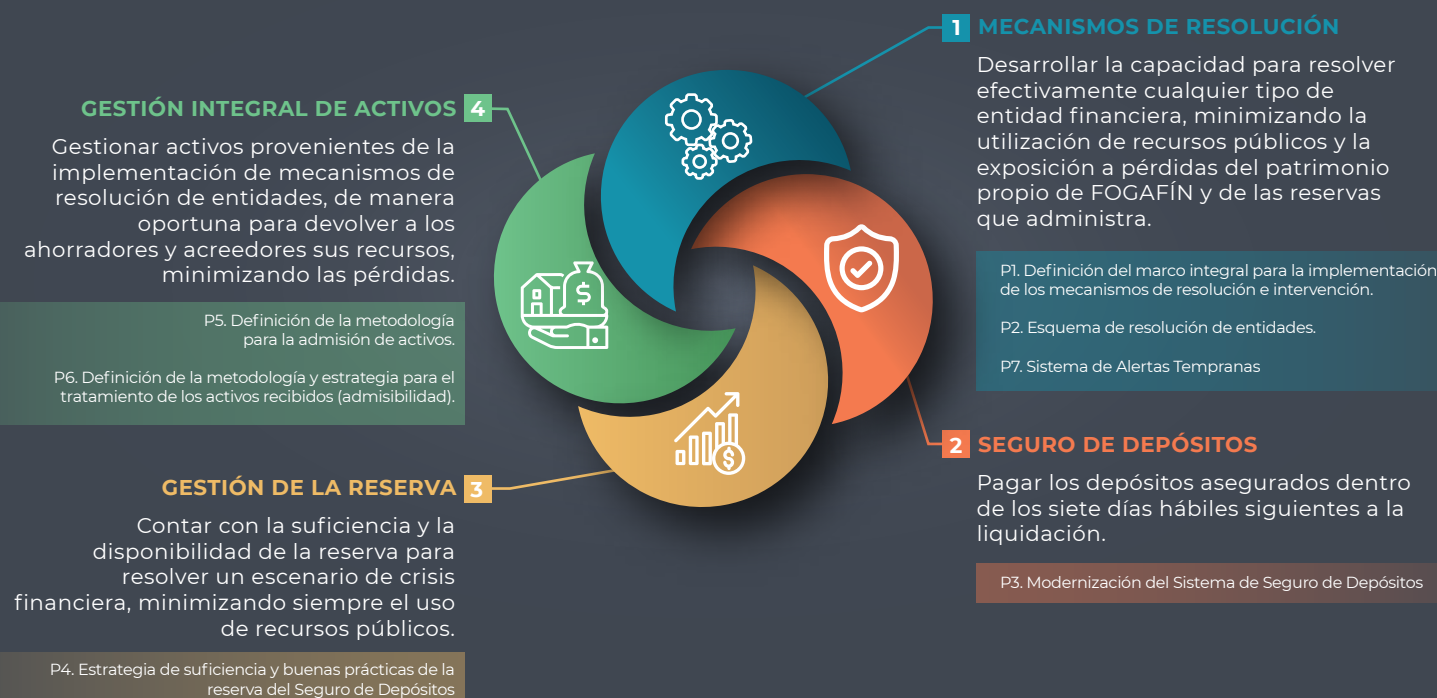 1 MECANISMOS DE RESOLUCIÓN
Desarrollar la capacidad para resolver
efectivamente cualquier tipo de
entidad financiera, minimizando la
utilización de recursos públicos y la
exposición a pérdidas del patrimonio
propio de FOGAFÍN y de las reservas
que administra.
P1. Definición del marco integral para la implementación
de los mecanismos de resolución e intervención.
P2. Esquema de resolución de entidades.
P7. Sistema de Alertas Tempranas
2 SEGURO DE DEPÓSITOS
Pagar los depósitos asegurados dentro
de los siete días hábiles siguientes a la
liquidación.
P3. Modernización del Sistema de Seguro de Depósitos
GESTIÓN DE LA RESERVA 3
Contar con la suficiencia y la
disponibilidad de la reserva para
resolver un escenario de crisis
financiera, minimizando siempre el uso
de recursos públicos.
P4. Estrategia de suficiencia y buenas prácticas de la
reserva del Seguro de Depósitos
GESTIÓN INTEGRAL DE ACTIVOS 4
Gestionar activos provenientes de la
implementación de mecanismos de
resolución de entidades, de manera
oportuna para devolver a los
ahorradores y acreedores sus recursos,
minimizando las pérdidas.
P5. Definición de la metodología
para la admisión de activos.
P6. Definición de la metodología y estrategia para el
tratamiento de los activos recibidos (admisibilidad).
$
$